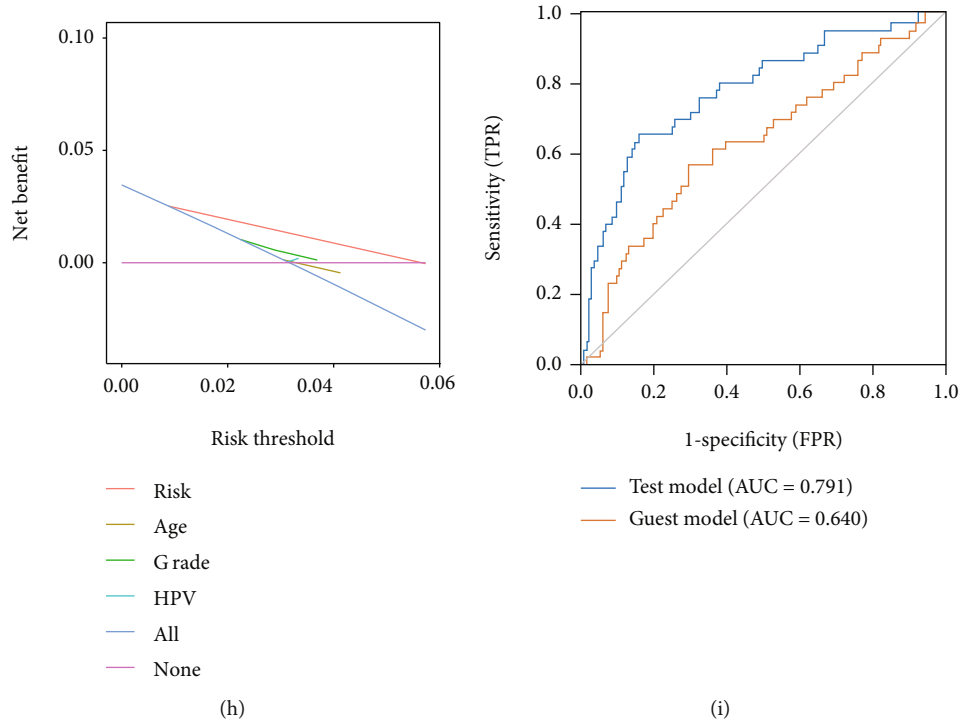 0.10
0.05
0.00
Net benefit
0.00 0.02 0.04 0.06
Risk threshold
Risk
Age
G rade
HPV
All
None
(h)
1.0
0.8
0.6
0.4
0.2
0.0
Sensitivity (TPR)
0.0 0.2 0.4 0.6 0.8 1.0
1-specificity (FPR)
Test model (AUC = 0.791)
Guest model (AUC = 0.640)
(i)